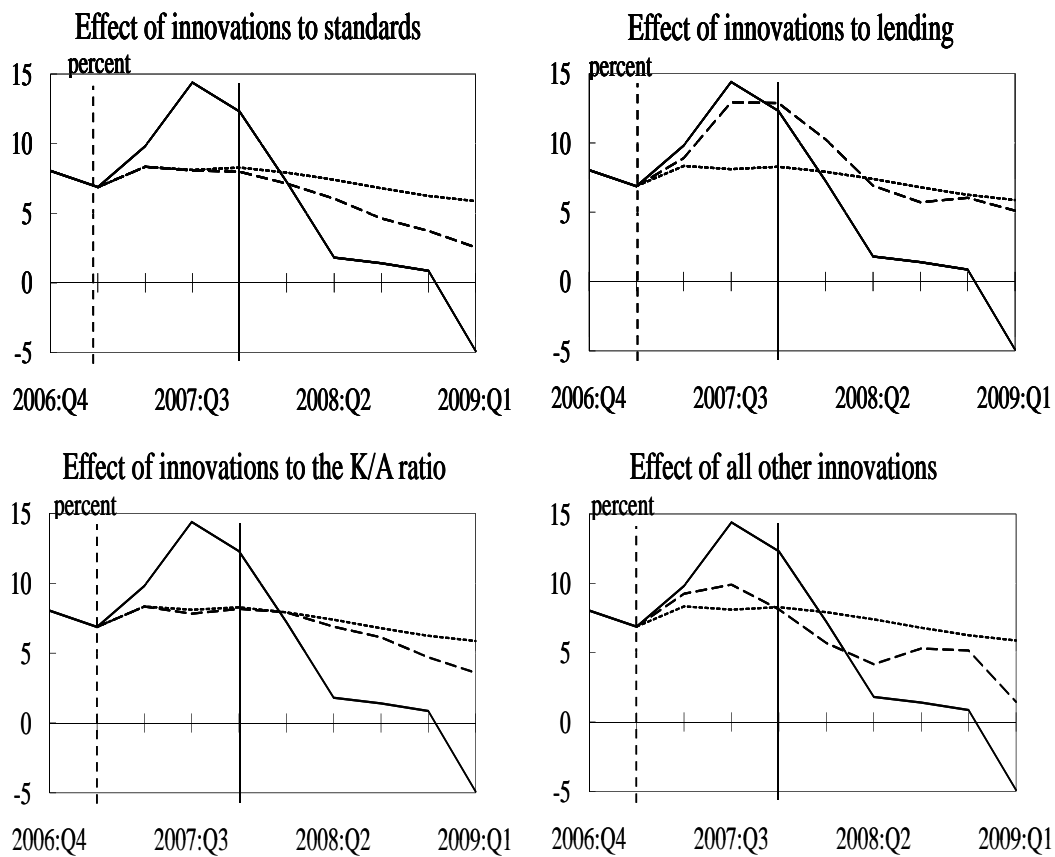 Effect of innovations to standards
percent
15
10
5
0
-5
2006:Q4 2007:Q3 2008:Q2 2009:Q1
Effect of innovations to lending
percent
15
10
5
0
-5
2006:Q4 2007:Q3 2008:Q2 2009:Q1
Effect of innovations to the K/A ratio
percent
15
10
5
0
-5
2006:Q4 2007:Q3 2008:Q2 2009:Q1
Effect of all other innovations
percent
15
10
5
0
-5
2006:Q4 2007:Q3 2008:Q2 2009:Q1